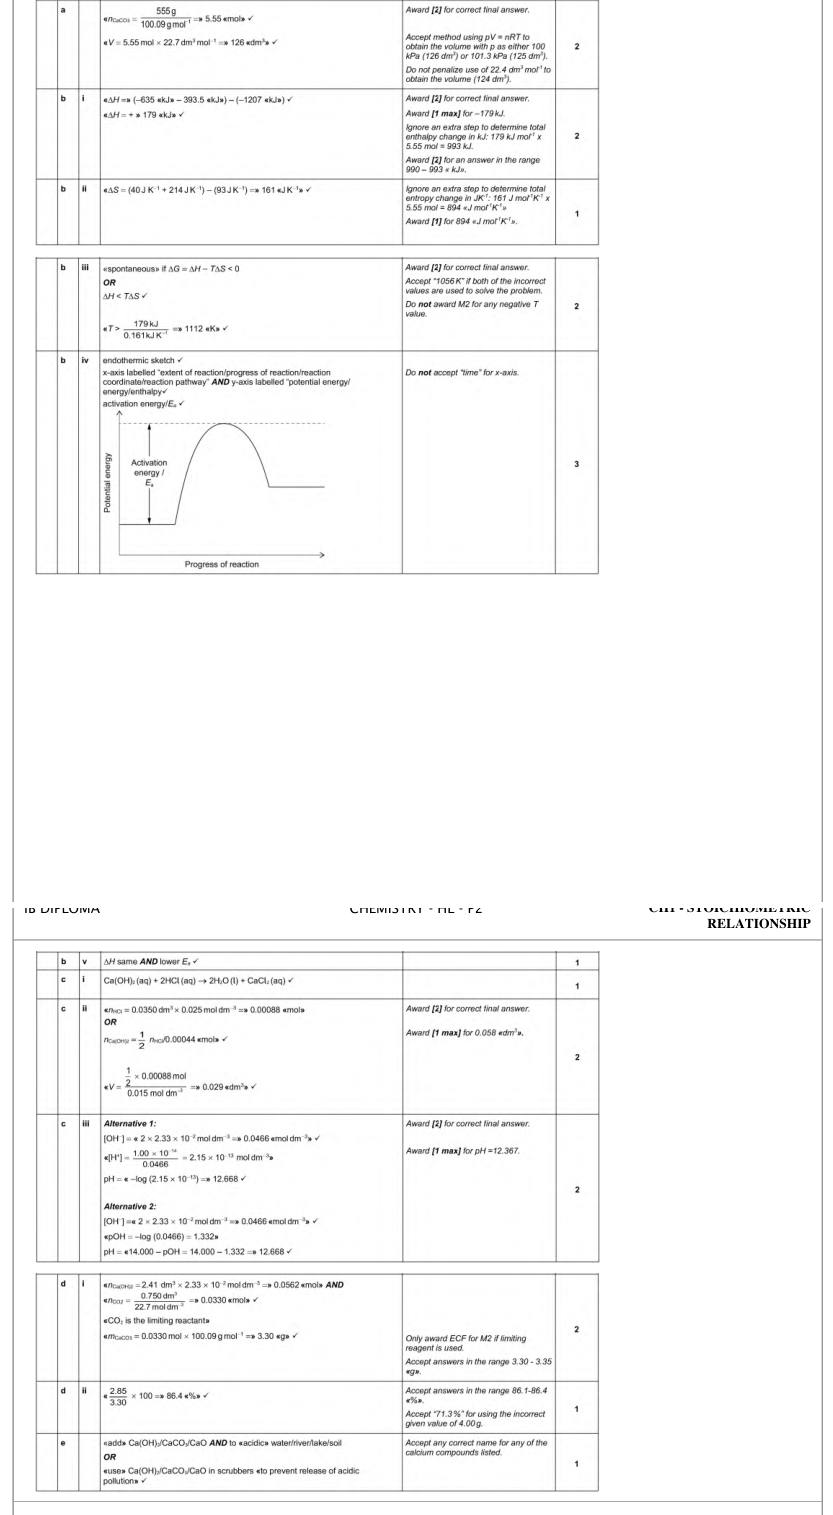 a
«nCaCO3 = 555 g / 100.09 g mol⁻¹ =» 5.55 «mol» ✓
«V = 5.55 mol × 22.7 dm³ mol⁻¹ =» 126 «dm³» ✓
Award [2] for correct final answer.
Accept method using pV = nRT to
obtain the volume with p as either 100
kPa (126 dm³) or 101.3 kPa (125 dm³).
Do not penalize use of 22.4 dm³ mol⁻¹ to
obtain the volume (124 dm³).
2
b i
«ΔH =» (–635 «kJ» – 393.5 «kJ») – (–1207 «kJ») ✓
«ΔH = + » 179 «kJ» ✓
Award [2] for correct final answer.
Award [1 max] for –179 kJ.
Ignore an extra step to determine total
enthalpy change in kJ: 179 kJ mol⁻¹ x
5.55 mol = 993 kJ.
Award [2] for an answer in the range
990 – 993 « kJ».
2
b ii
«ΔS = (40 J K⁻¹ + 214 J K⁻¹) – (93 J K⁻¹) =» 161 «J K⁻¹» ✓
Ignore an extra step to determine total
entropy change in JK⁻¹: 161 J mol⁻¹K⁻¹ x
5.55 mol = 894 «J mol⁻¹K⁻¹»
Award [1] for 894 «J mol⁻¹K⁻¹».
1
b iii
«spontaneous» if ΔG = ΔH – TΔS < 0
OR
ΔH < TΔS ✓
«T > 179 kJ / 0.161 kJ K⁻¹ =» 1112 «K» ✓
Award [2] for correct final answer.
Accept "1056 K" if both of the incorrect
values are used to solve the problem.
Do not award M2 for any negative T
value.
2
b iv
endothermic sketch ✓
x-axis labelled "extent of reaction/progress of reaction/reaction
coordinate/reaction pathway" AND y-axis labelled "potential energy/
energy/enthalpy✓
activation energy/Eₐ ✓
Potential energy
Activation
energy /
Eₐ
Progress of reaction
Do not accept "time" for x-axis.
3
IB DIPLOMA CHEMISTRY - HL - P2 CH1 - STOICHIOMETRIC
RELATIONSHIP
b v
ΔH same AND lower Eₐ ✓
1
c i
Ca(OH)₂ (aq) + 2HCl (aq) → 2H₂O (l) + CaCl₂ (aq) ✓
1
c ii
«nHCl = 0.0350 dm³ × 0.025 mol dm⁻³ =» 0.00088 «mol»
OR
nCa(OH)2 = 1/2 nHCl/0.00044 «mol» ✓
«V = 1/2 × 0.00088 mol / 0.015 mol dm⁻³ =» 0.029 «dm³» ✓
Award [2] for correct final answer.
Award [1 max] for 0.058 «dm³».
2
c iii
Alternative 1:
[OH⁻] = « 2 × 2.33 × 10⁻² mol dm⁻³ =» 0.0466 «mol dm⁻³» ✓
«[H⁺] = 1.00 × 10⁻¹⁴ / 0.0466 = 2.15 × 10⁻¹³ mol dm⁻³»
pH = « –log (2.15 × 10⁻¹³) =» 12.668 ✓
Alternative 2:
[OH⁻] =« 2 × 2.33 × 10⁻² mol dm⁻³ =» 0.0466 «mol dm⁻³» ✓
«pOH = –log (0.0466) = 1.332»
pH = «14.000 – pOH = 14.000 – 1.332 =» 12.668 ✓
Award [2] for correct final answer.
Award [1 max] for pH =12.367.
2
d i
«nCa(OH)2 = 2.41 dm³ × 2.33 × 10⁻² mol dm⁻³ =» 0.0562 «mol» AND
«nCO2 = 0.750 dm³ / 22.7 mol dm⁻³ =» 0.0330 «mol» ✓
«CO₂ is the limiting reactant»
«mCaCO3 = 0.0330 mol × 100.09 g mol⁻¹ =» 3.30 «g» ✓
Only award ECF for M2 if limiting
reagent is used.
Accept answers in the range 3.30 - 3.35
«g».
2
d ii
« 2.85 / 3.30 × 100 =» 86.4 «%» ✓
Accept answers in the range 86.1-86.4
«%».
Accept "71.3 %" for using the incorrect
given value of 4.00 g.
1
e
«add» Ca(OH)₂/CaCO₃/CaO AND to «acidic» water/river/lake/soil
OR
«use» Ca(OH)₂/CaCO₃/CaO in scrubbers «to prevent release of acidic
pollution» ✓
Accept any correct name for any of the
calcium compounds listed.
1